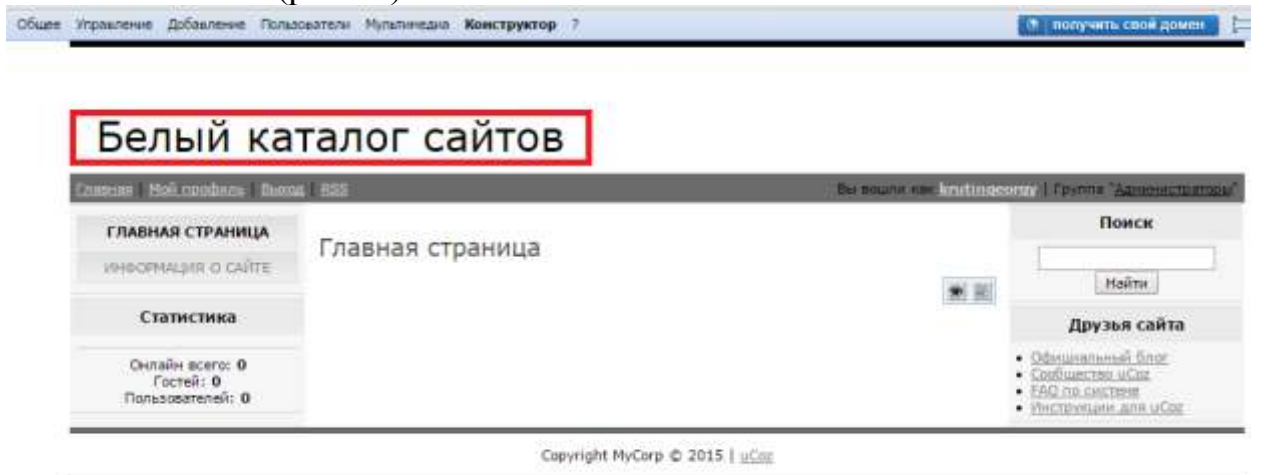 Общее Управление Добавление Пользователи Мультимедиа Конструктор ?
получить свой домен
Белый каталог сайтов
Главная | Мой профиль | Выход | RSS
Вы вошли как krutingeorgy | Группа "Администраторы"
ГЛАВНАЯ СТРАНИЦА
ИНФОРМАЦИЯ О САЙТЕ
Статистика
Онлайн всего: 0
Гостей: 0
Пользователей: 0
Главная страница
Поиск
Найти
Друзья сайта
Официальный блог
Сообщество uCoz
FAQ по системе
Инструкции для uCoz
Copyright MyCorp © 2015 | uCoz